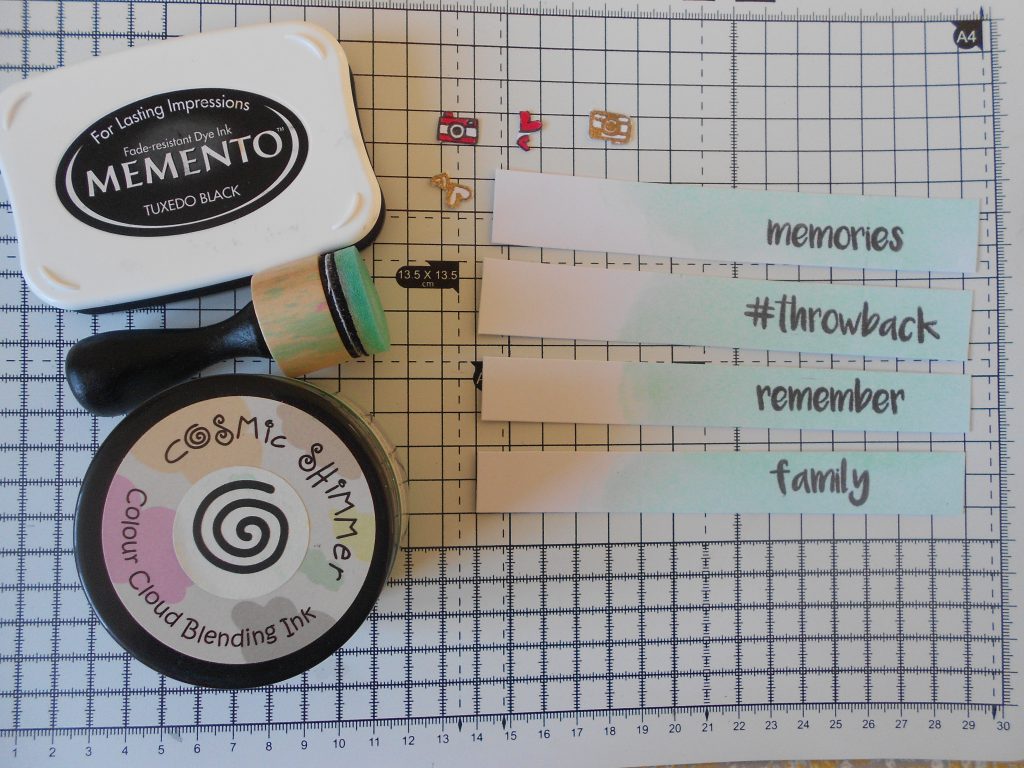 For Lasting Impressions
Fade-resistant Dye Ink
MEMENTO™
TUXEDO BLACK
A4
13.5 X 13.5
cm
memories
#throwback
remember
family
COSMIC SHIMMER
Colour Cloud Blending Ink
1 2 3 4 5 6 7 8 9 10 11 12 13 14 15 16 17 18 19 20 21 22 23 24 25 26 27 28 29 30